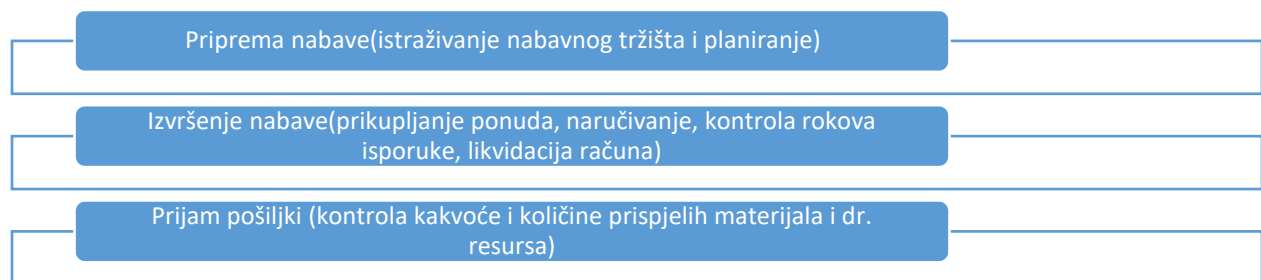 Priprema nabave(istraživanje nabavnog tržišta i planiranje)
Izvršenje nabave(prikupljanje ponuda, naručivanje, kontrola rokova
isporuke, likvidacija računa)
Prijam pošiljki (kontrola kakvoće i količine prispjelih materijala i dr.
resursa)